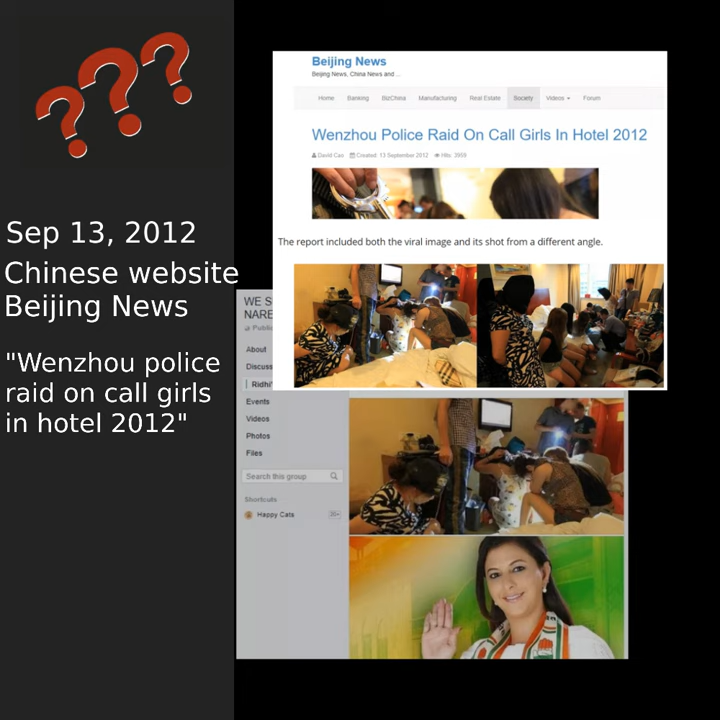 ???
Sep 13, 2012
Chinese website
Beijing News
"Wenzhou police
raid on call girls
in hotel 2012"
Beijing News
Beijing News, China News and ...
Home Banking BizChina Manufacturing Real Estate Society Videos Forum
Wenzhou Police Raid On Call Girls In Hotel 2012
David Cao Created: 13 September 2012 Hits: 3959
The report included both the viral image and its shot from a different angle.
WE S
NARE
Public
About
Discuss
Ridhi'
Events
Videos
Photos
Files
Search this group
Shortcuts
Happy Cats 20+